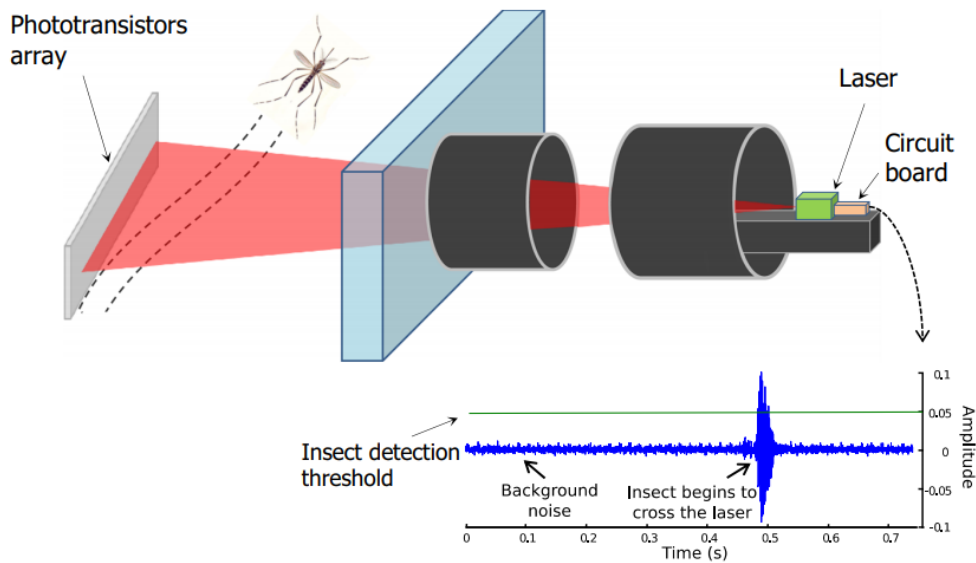 Phototransistors
array
Laser
Circuit
board
0.1
0.05
0
-0.05
-0.1
Amplitude
Insect detection
threshold
Background
noise
Insect begins to
cross the laser
0 0.1 0.2 0.3 0.4 0.5 0.6 0.7
Time (s)